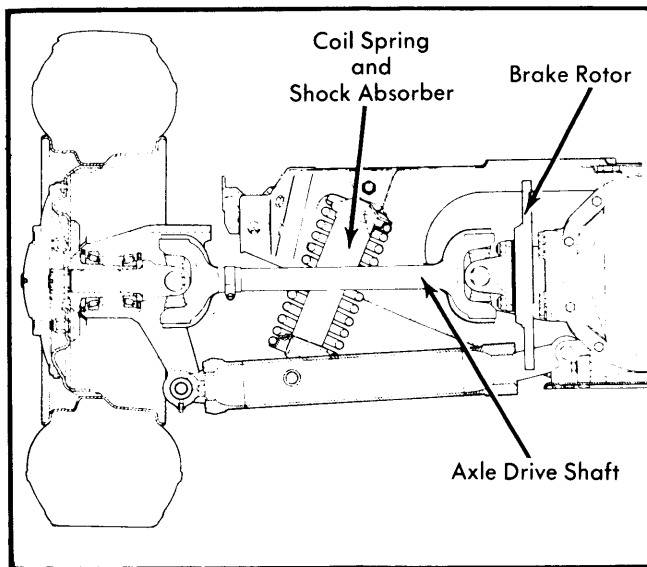 Coil Spring
and
Shock Absorber
Brake Rotor
Axle Drive Shaft